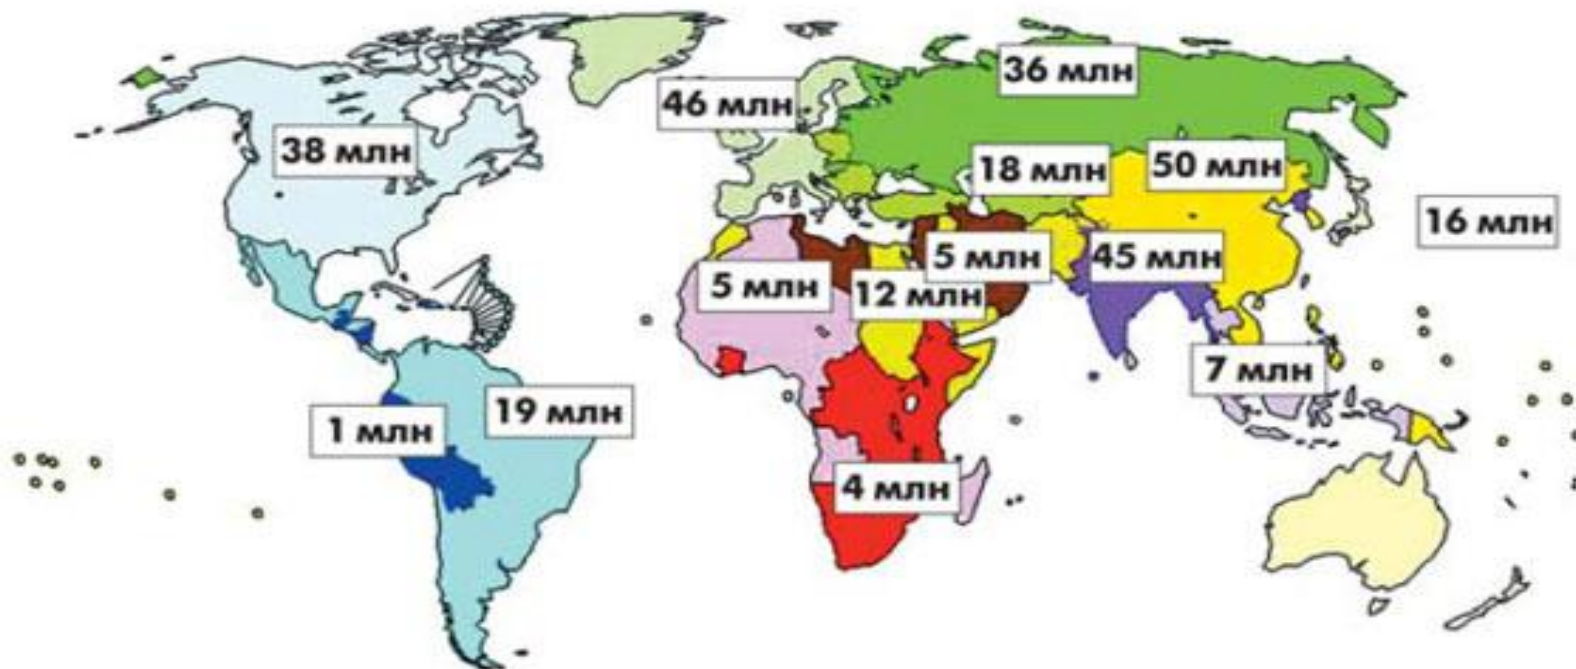 36 млн
46 млн
38 млн
18 млн
50 млн
16 млн
5 млн
45 млн
5 млн
12 млн
7 млн
19 млн
1 млн
4 млн